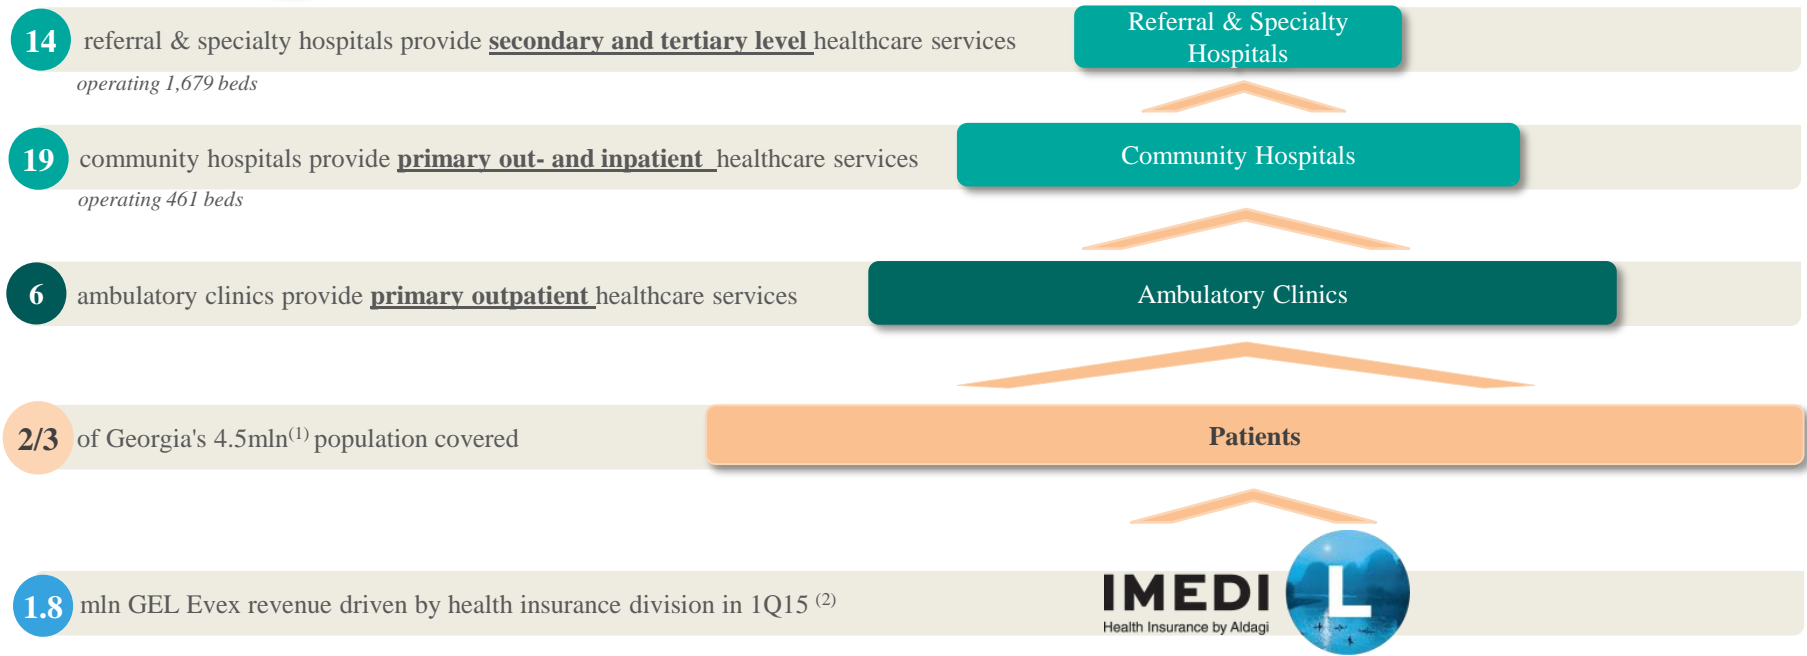 14 referral & specialty hospitals provide secondary and tertiary level healthcare services
Referral & Specialty
Hospitals
operating 1,679 beds
19 community hospitals provide primary out- and inpatient healthcare services
Community Hospitals
operating 461 beds
6 ambulatory clinics provide primary outpatient healthcare services
Ambulatory Clinics
2/3 of Georgia's 4.5mln(1) population covered
Patients
1.8 mln GEL Evex revenue driven by health insurance division in 1Q15 (2)
IMEDI L
Health Insurance by Aldagi